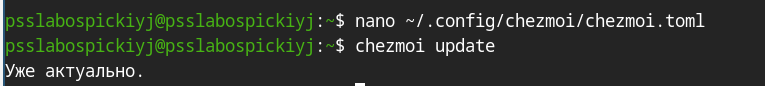 psslabospickiyj@psslabospickiyj:~$ nano ~/.config/chezmoi/chezmoi.toml
psslabospickiyj@psslabospickiyj:~$ chezmoi update
Уже актуально.